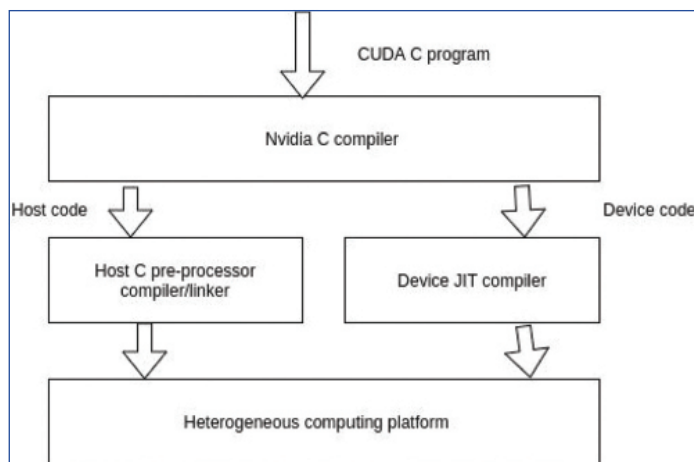 CUDA C program
Nvidia C compiler
Host code
Device code
Host C pre-processor
compiler/linker
Device JIT compiler
Heterogeneous computing platform